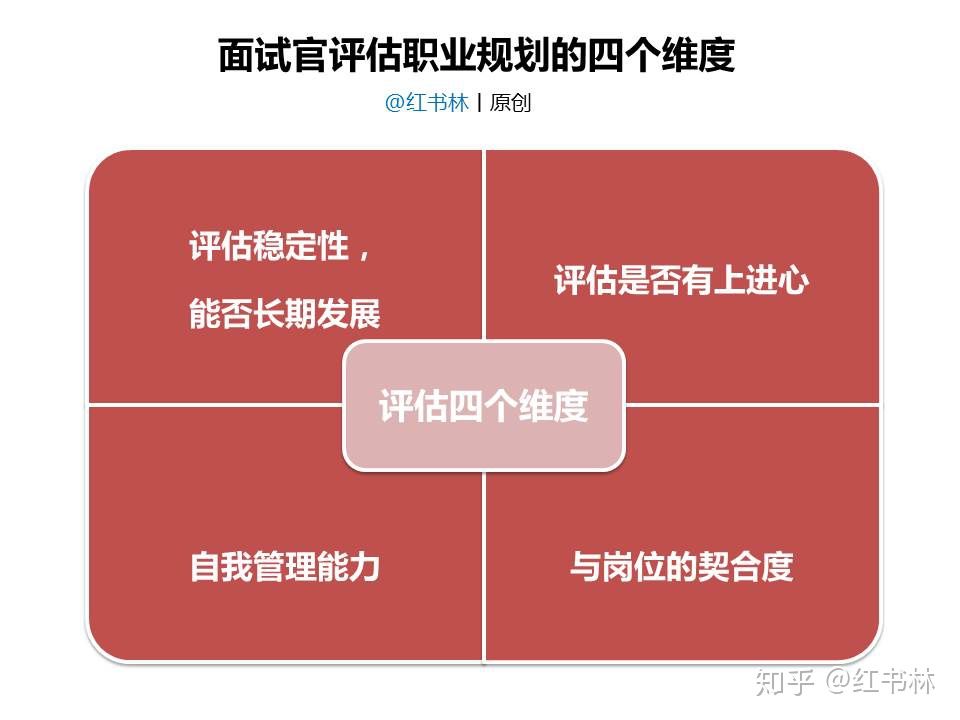 面试官评估职业规划的四个维度
@红书林丨原创
评估稳定性，
能否长期发展
评估是否有上进心
评估四个维度
自我管理能力
与岗位的契合度
知乎 @红书林